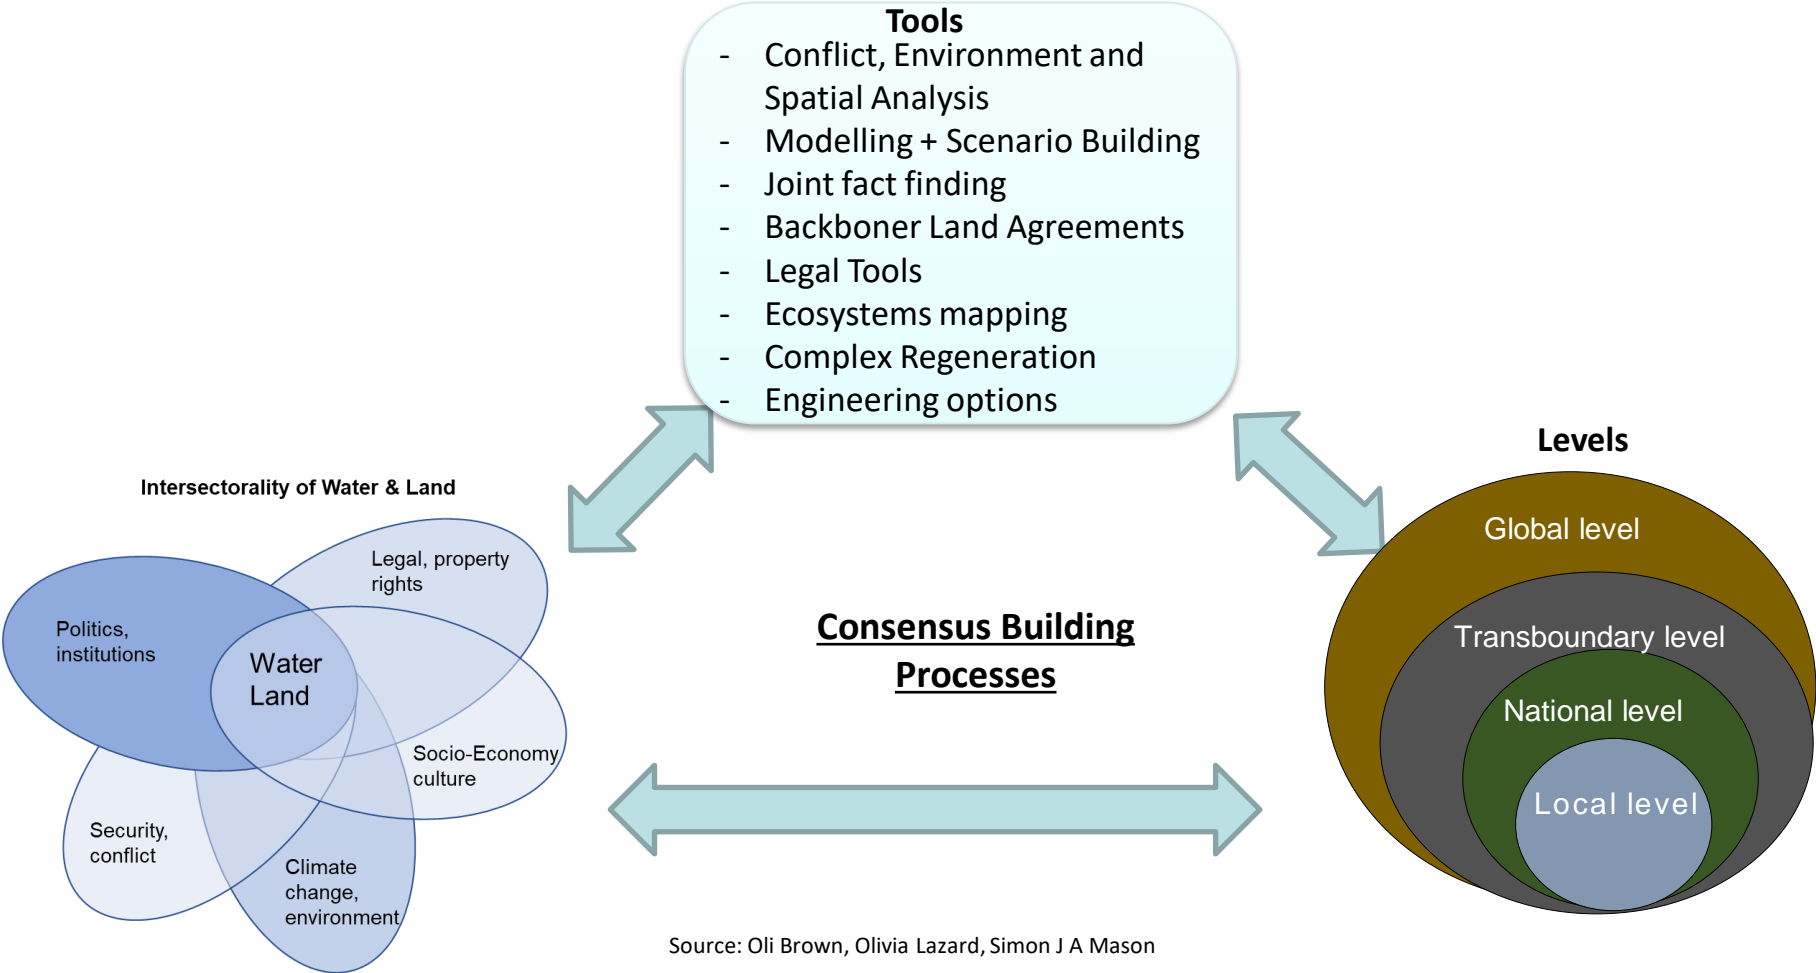 Tools
- Conflict, Environment and
Spatial Analysis
- Modelling + Scenario Building
- Joint fact finding
- Backboner Land Agreements
- Legal Tools
- Ecosystems mapping
- Complex Regeneration
- Engineering options
Intersectorality of Water & Land
Legal, property
rights
Politics,
institutions
Water
Land
Socio-Economy
culture
Security,
conflict
Climate
change,
environment
Consensus Building
Processes
Levels
Global level
Transboundary level
National level
Local level
Source: Oli Brown, Olivia Lazard, Simon J A Mason